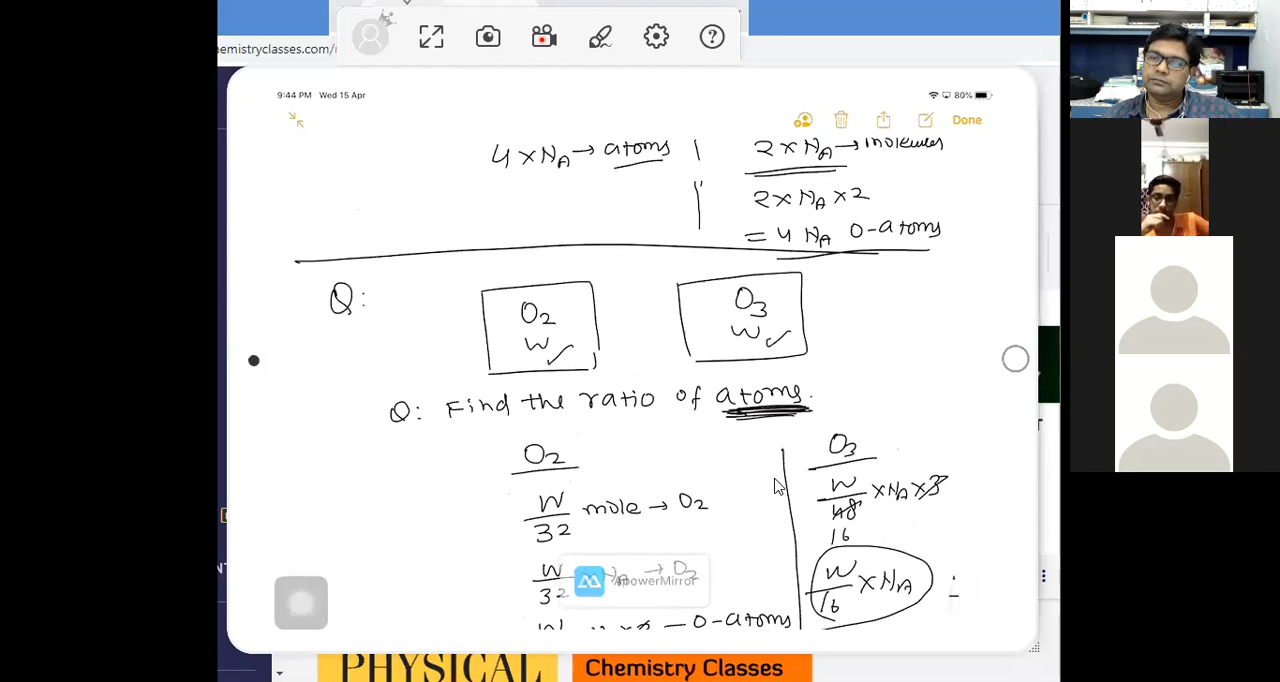 emistryclasses.com/
9:44 PM Wed 15 Apr
80%
Done
4 × NA → atoms
2 × NA → molecules
2 × NA × 2
= 4 NA O-atoms
Q:
O2
W ✓
O3
W ✓
Q: Find the ratio of atoms.
O2
W/32 mole → O2
W/32
ApowerMirror
O-atoms
O3
W/48 × NA × 3
16
W/16 × NA
PHYSICAL
Chemistry Classes